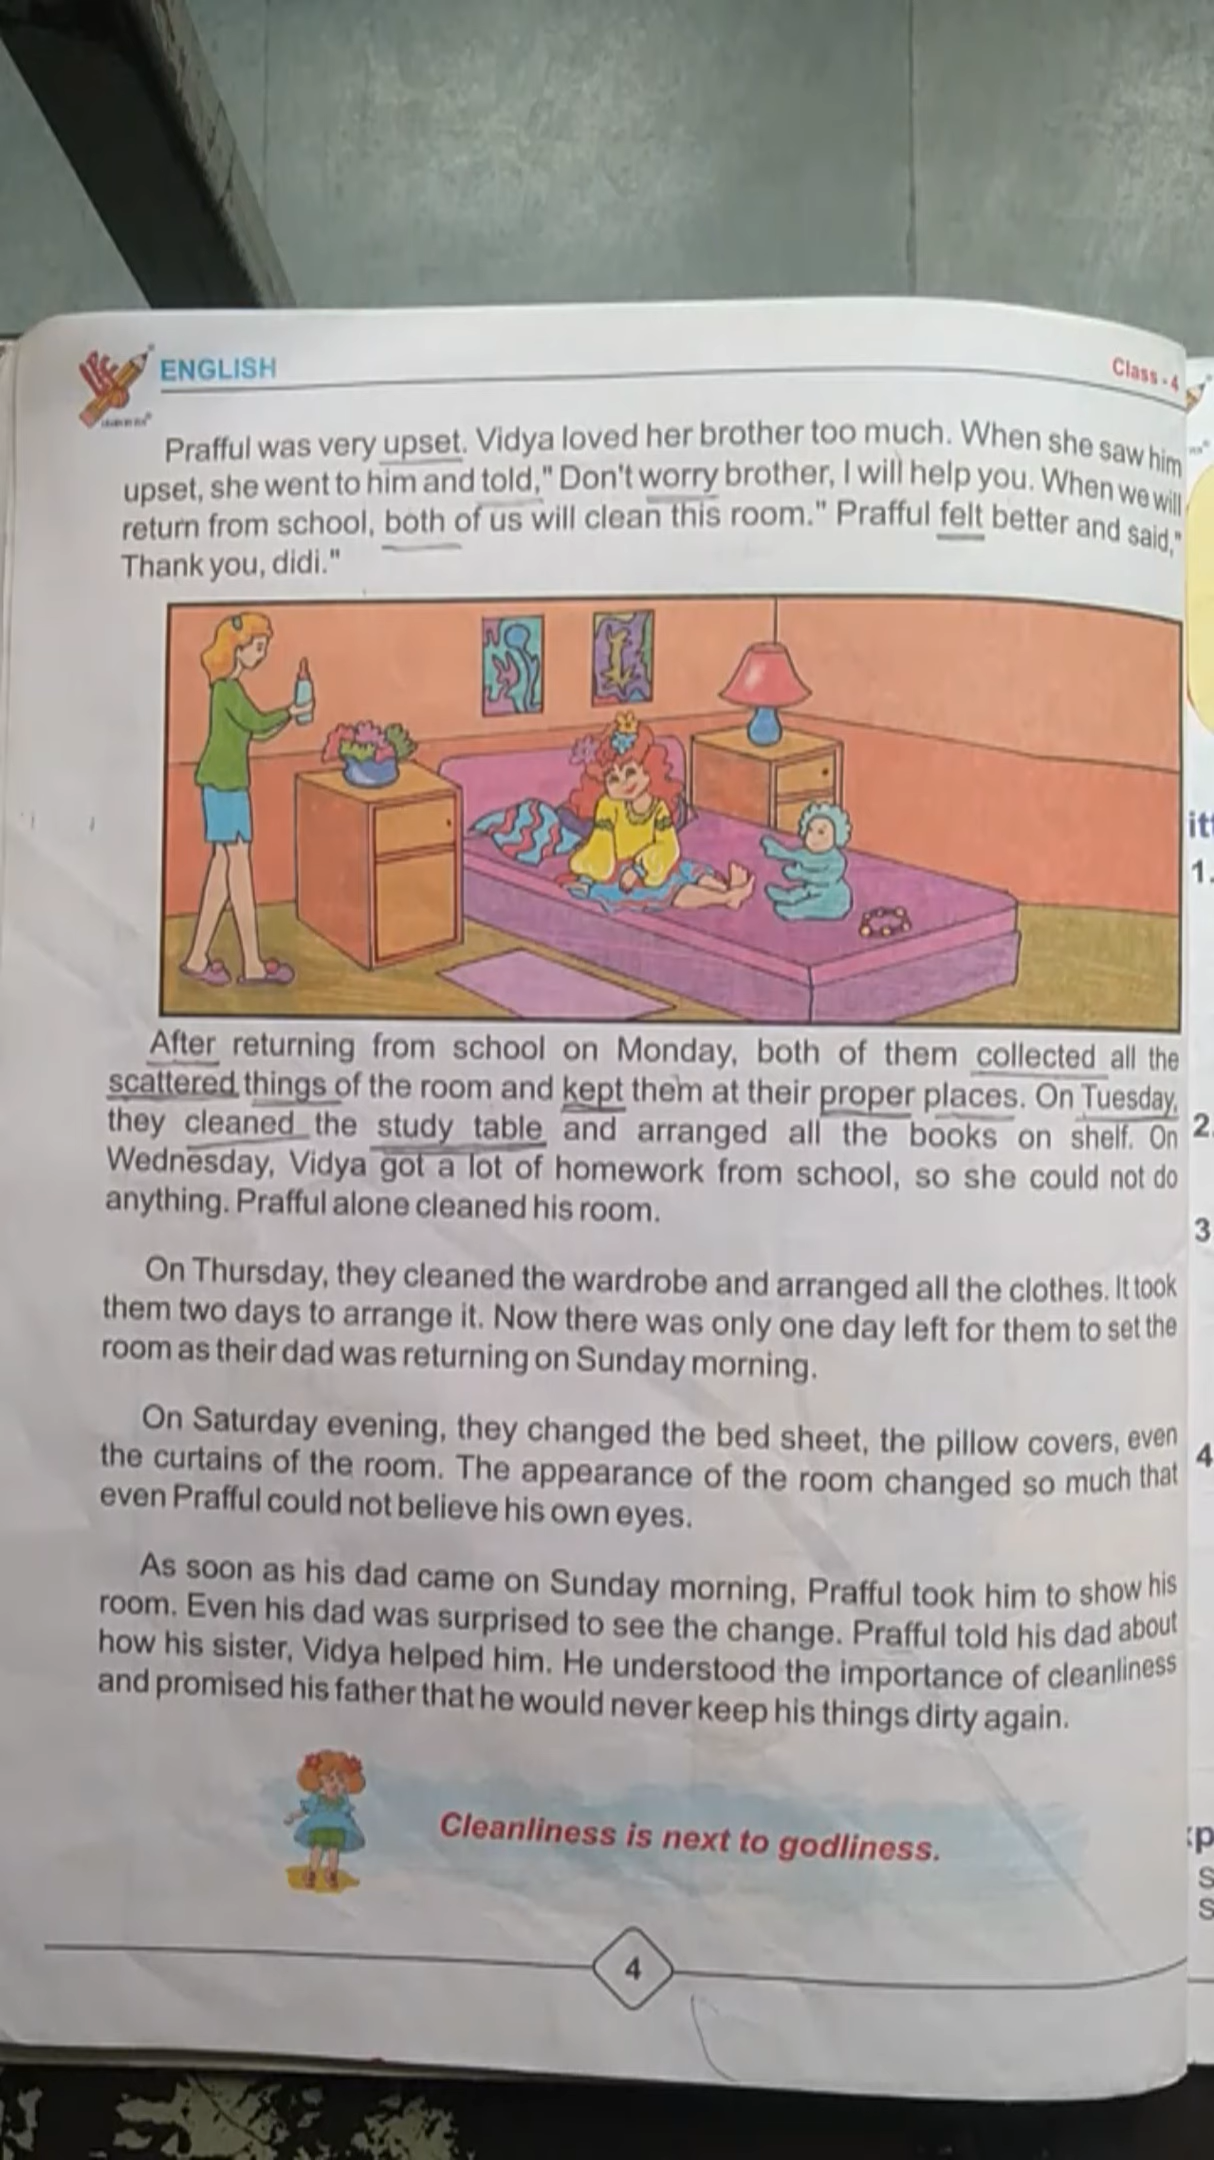 ENGLISH
Class - 4
Prafful was very upset. Vidya loved her brother too much. When she saw him
upset, she went to him and told," Don't worry brother, I will help you. When we will
return from school, both of us will clean this room." Prafful felt better and said,"
Thank you, didi."
After returning from school on Monday, both of them collected all the
scattered things of the room and kept them at their proper places. On Tuesday,
they cleaned the study table and arranged all the books on shelf. On
Wednesday, Vidya got a lot of homework from school, so she could not do
anything. Prafful alone cleaned his room.
On Thursday, they cleaned the wardrobe and arranged all the clothes. It took
them two days to arrange it. Now there was only one day left for them to set the
room as their dad was returning on Sunday morning.
On Saturday evening, they changed the bed sheet, the pillow covers, even
the curtains of the room. The appearance of the room changed so much that
even Prafful could not believe his own eyes.
As soon as his dad came on Sunday morning, Prafful took him to show his
room. Even his dad was surprised to see the change. Prafful told his dad about
how his sister, Vidya helped him. He understood the importance of cleanliness
and promised his father that he would never keep his things dirty again.
Cleanliness is next to godliness.
4
1.
2.
3
4